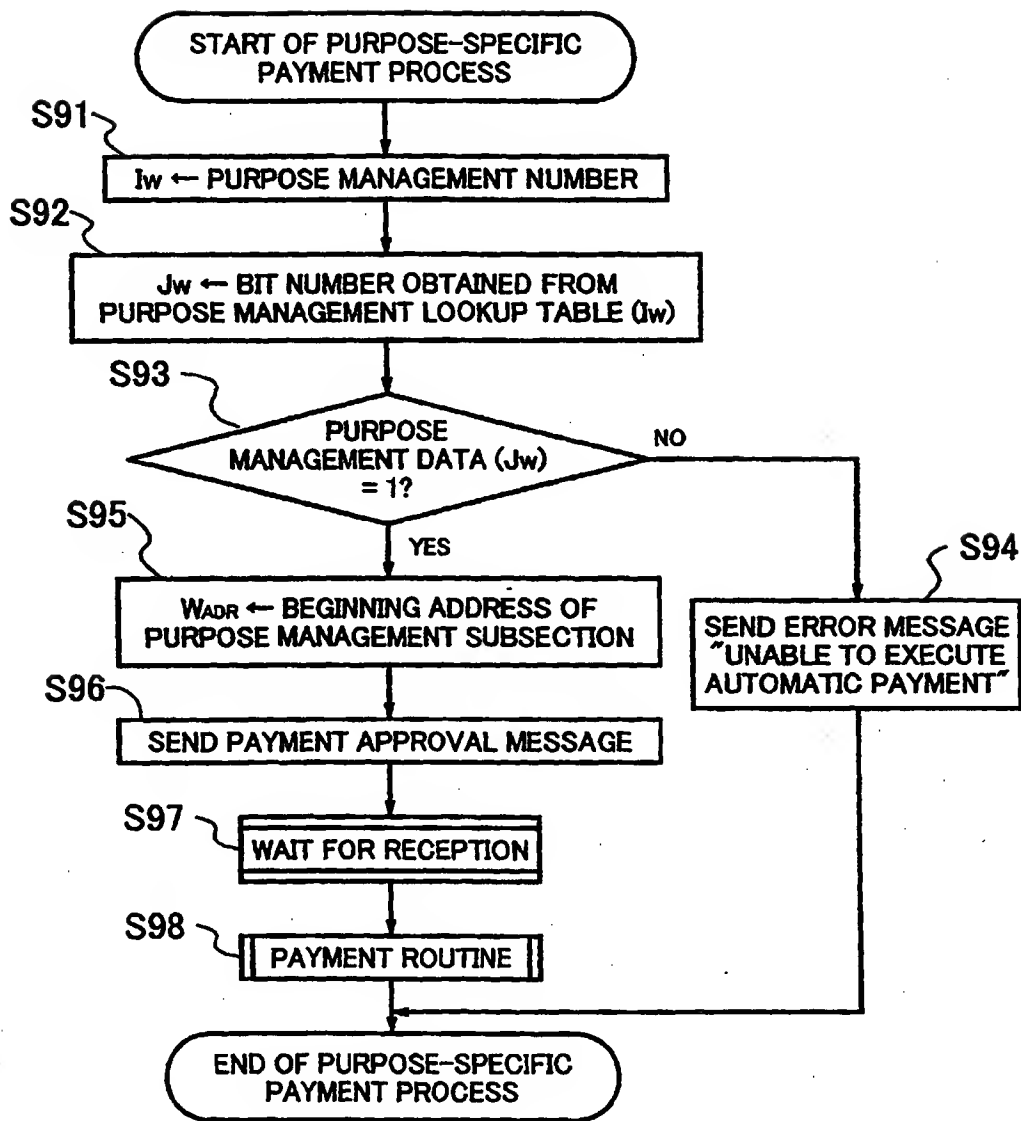 START OF PURPOSE-SPECIFIC
PAYMENT PROCESS
S91
Iw ← PURPOSE MANAGEMENT NUMBER
S92
Jw ← BIT NUMBER OBTAINED FROM
PURPOSE MANAGEMENT LOOKUP TABLE (Iw)
S93
PURPOSE
MANAGEMENT DATA (Jw)
= 1?
NO
YES
S95
WADR ← BEGINNING ADDRESS OF
PURPOSE MANAGEMENT SUBSECTION
S94
SEND ERROR MESSAGE
"UNABLE TO EXECUTE
AUTOMATIC PAYMENT"
S96
SEND PAYMENT APPROVAL MESSAGE
S97
WAIT FOR RECEPTION
S98
PAYMENT ROUTINE
END OF PURPOSE-SPECIFIC
PAYMENT PROCESS